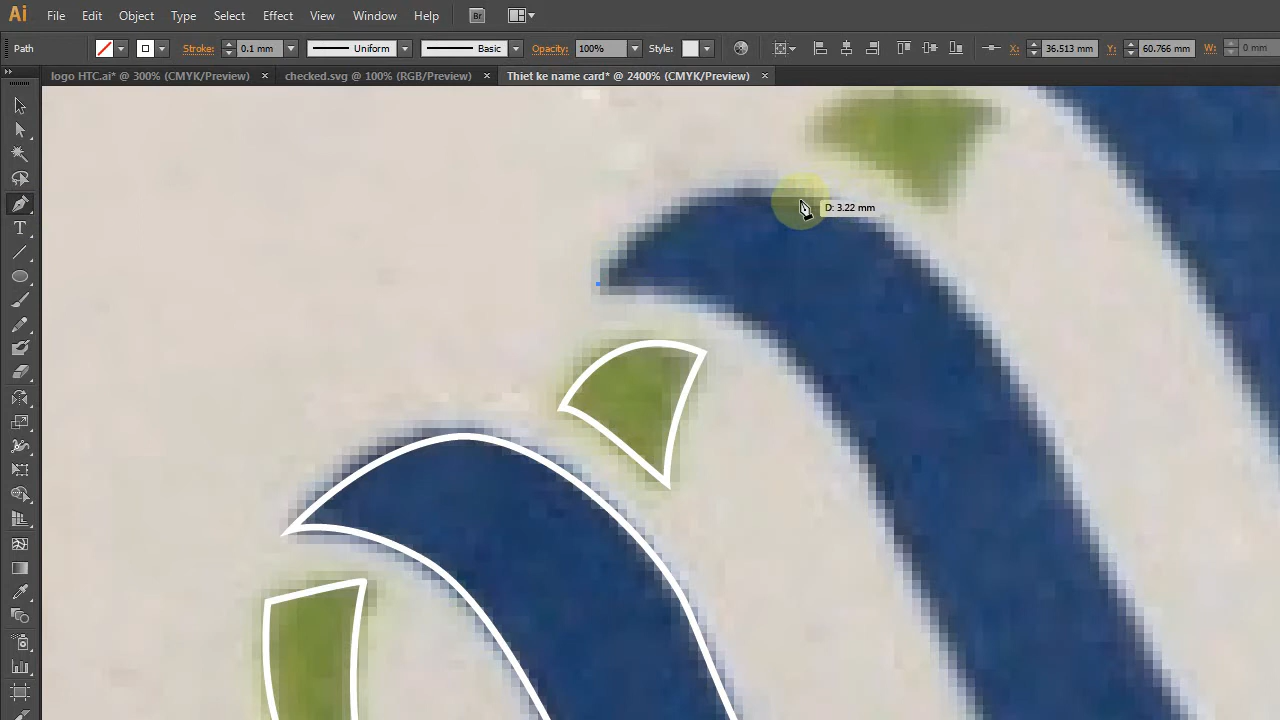 Ai File Edit Object Type Select Effect View Window Help Br
Path Stroke: 0.1 mm Uniform Basic Opacity: 100% Style: X: 36.513 mm Y: 60.766 mm W: 0 mm
logo HTC.ai* @ 300% (CMYK/Preview) × checked.svg @ 100% (RGB/Preview) × Thiet ke name card* @ 2400% (CMYK/Preview) ×
T
D: 3.22 mm